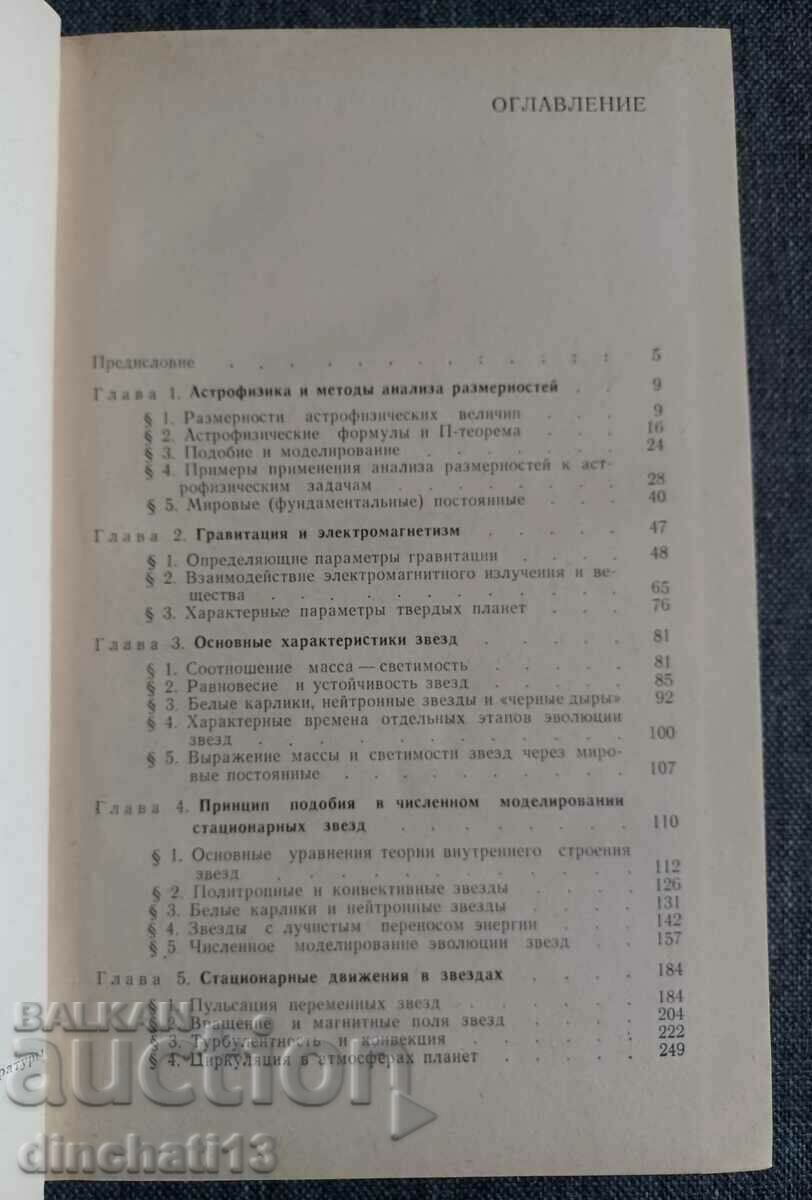 ОГЛАВЛЕНИЕ
Предисловие . . . . . . . . . : . : . : : 5
Глава 1. Астрофизика и методы анализа размерностей . . 9
§ 1. Размерности астрофизических величин . . . 9
§ 2. Астрофизические формулы и П-теорема . . . 16
§ 3. Подобие и моделирование . . . . . . . 24
§ 4. Примеры применения анализа размерностей к аст-
рофизическим задачам . . . . . . . . 28
§ 5. Мировые (фундаментальные) постоянные . . . 40
Глава 2. Гравитация и электромагнетизм . . . . . 47
§ 1. Определяющие параметры гравитации . . . . 48
§ 2. Взаимодействие электромагнитного излучения и ве-
щества . . . . . . . . . . . . 65
§ 3. Характерные параметры твердых планет . . . 76
Глава 3. Основные характеристики звезд . . . . . 81
§ 1. Соотношение масса — светимость . . . . . 81
§ 2. Равновесие и устойчивость звезд . . . . . 85
§ 3. Белые карлики, нейтронные звезды и «черные дыры» 92
§ 4. Характерные времена отдельных этапов эволюции
звезд . . . . . . . . . . . . 100
§ 5. Выражение массы и светимости звезд через миро-
вые постоянные . . . . . . . . . 107
Глава 4. Принцип подобия в численном моделировании
стационарных звезд . . . . . . . . 110
§ 1. Основные уравнения теории внутреннего строения
звезд . . . . . . . . . . . . 112
§ 2. Политропные и конвективные звезды . . . . 126
§ 3. Белые карлики и нейтронные звезды . . . . 131
§ 4. Звезды с лучистым переносом энергии . . . 142
§ 5. Численное моделирование эволюции звезд . . 157
Глава 5. Стационарные движения в звездах . . . . 184
§ 1. Пульсация переменных звезд . . . . . . 184
§ 2. Вращение и магнитные поля звезд . . . . 204
§ 3. Турбулентность и конвекция . . . . . . 222
§ 4. Циркуляция в атмосферах планет . . . . . 249
ратуры
BALKAN
auction
dinchati13